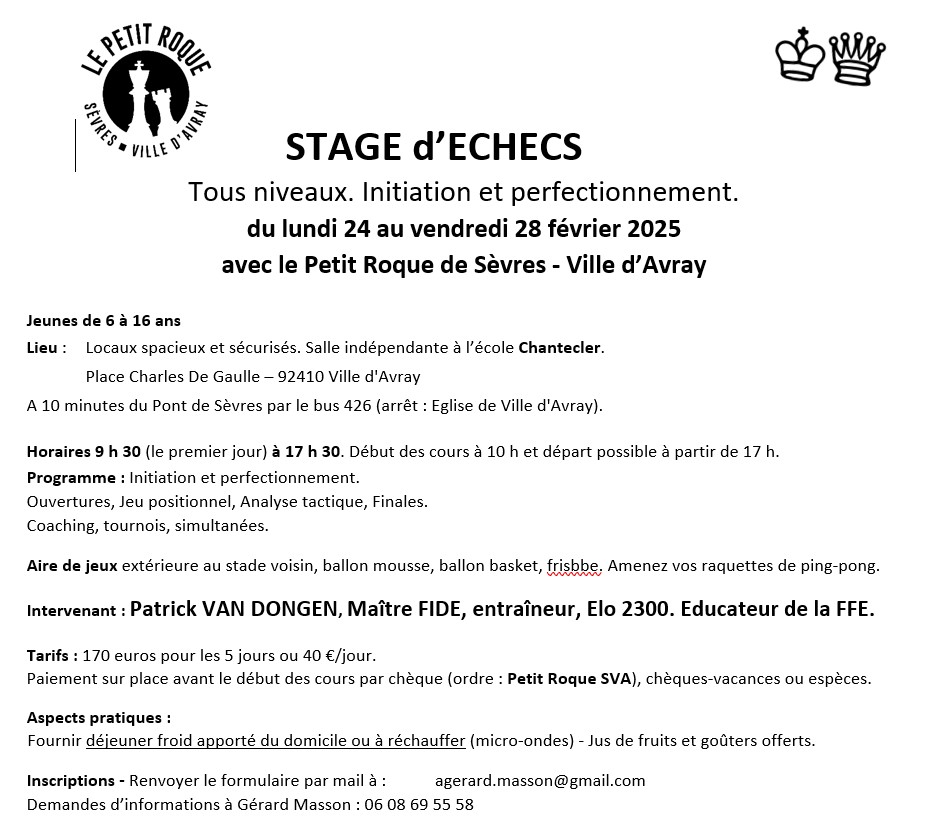 LE PETIT ROQUE
SÈVRES ▪ VILLE D'AVRAY
STAGE d’ECHECS
Tous niveaux. Initiation et perfectionnement.
du lundi 24 au vendredi 28 février 2025
avec le Petit Roque de Sèvres - Ville d’Avray
Jeunes de 6 à 16 ans
Lieu : Locaux spacieux et sécurisés. Salle indépendante à l’école Chantecler.
Place Charles De Gaulle – 92410 Ville d'Avray
A 10 minutes du Pont de Sèvres par le bus 426 (arrêt : Eglise de Ville d'Avray).
Horaires 9 h 30 (le premier jour) à 17 h 30. Début des cours à 10 h et départ possible à partir de 17 h.
Programme : Initiation et perfectionnement.
Ouvertures, Jeu positionnel, Analyse tactique, Finales.
Coaching, tournois, simultanées.
Aire de jeux extérieure au stade voisin, ballon mousse, ballon basket, frisbbe. Amenez vos raquettes de ping-pong.
Intervenant : Patrick VAN DONGEN, Maître FIDE, entraîneur, Elo 2300. Educateur de la FFE.
Tarifs : 170 euros pour les 5 jours ou 40 €/jour.
Paiement sur place avant le début des cours par chèque (ordre : Petit Roque SVA), chèques-vacances ou espèces.
Aspects pratiques :
Fournir déjeuner froid apporté du domicile ou à réchauffer (micro-ondes) - Jus de fruits et goûters offerts.
Inscriptions - Renvoyer le formulaire par mail à : agerard.masson@gmail.com
Demandes d’informations à Gérard Masson : 06 08 69 55 58